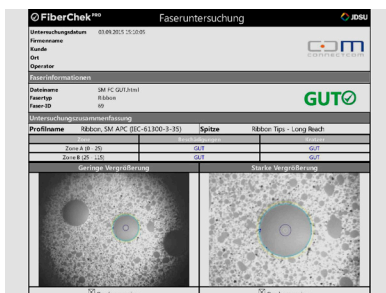 FiberChek PRO Faseruntersuchung JDSU
Untersuchungsdatum 03.09.2015 15:10:05
Firmenname
Kunde
Ort
Operator
connectcom
Faserinformationen
Dateiname SM FC GUT.html
Fasertyp Ribbon
Faser-ID 69
GUT
Untersuchungszusammenfassung
Profilname Ribbon, SM APC (IEC-61300-3-35) Spitze Ribbon Tips - Long Reach
Zone
Zone A (0 - 25) GUT GUT
Zone B (25 - 115) GUT GUT
Geringe Vergrößerung Starke Vergrößerung